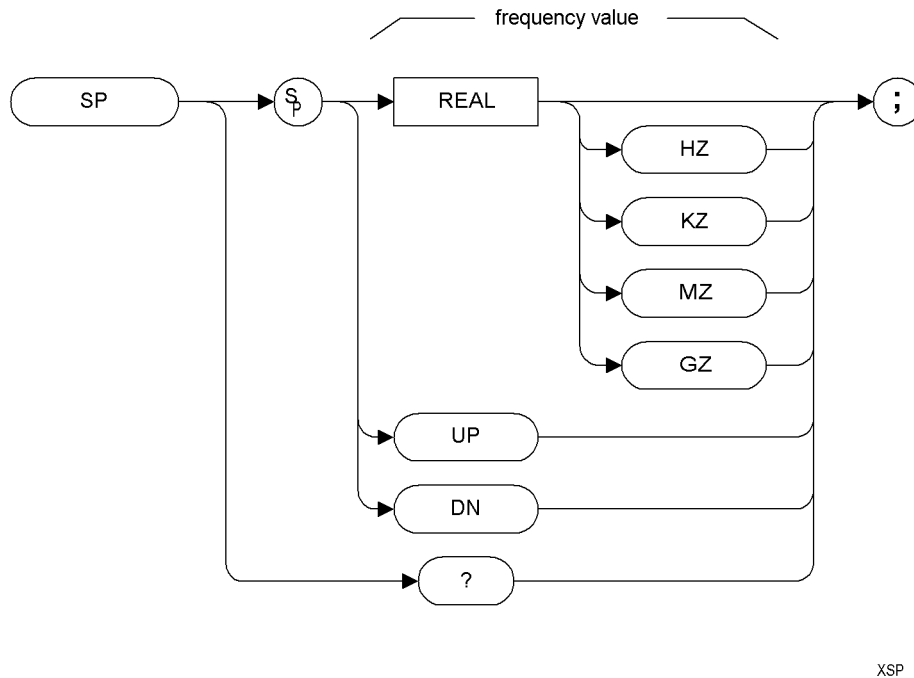 frequency value
SP
SP
REAL
;
HZ
KZ
MZ
GZ
UP
DN
?
XSP